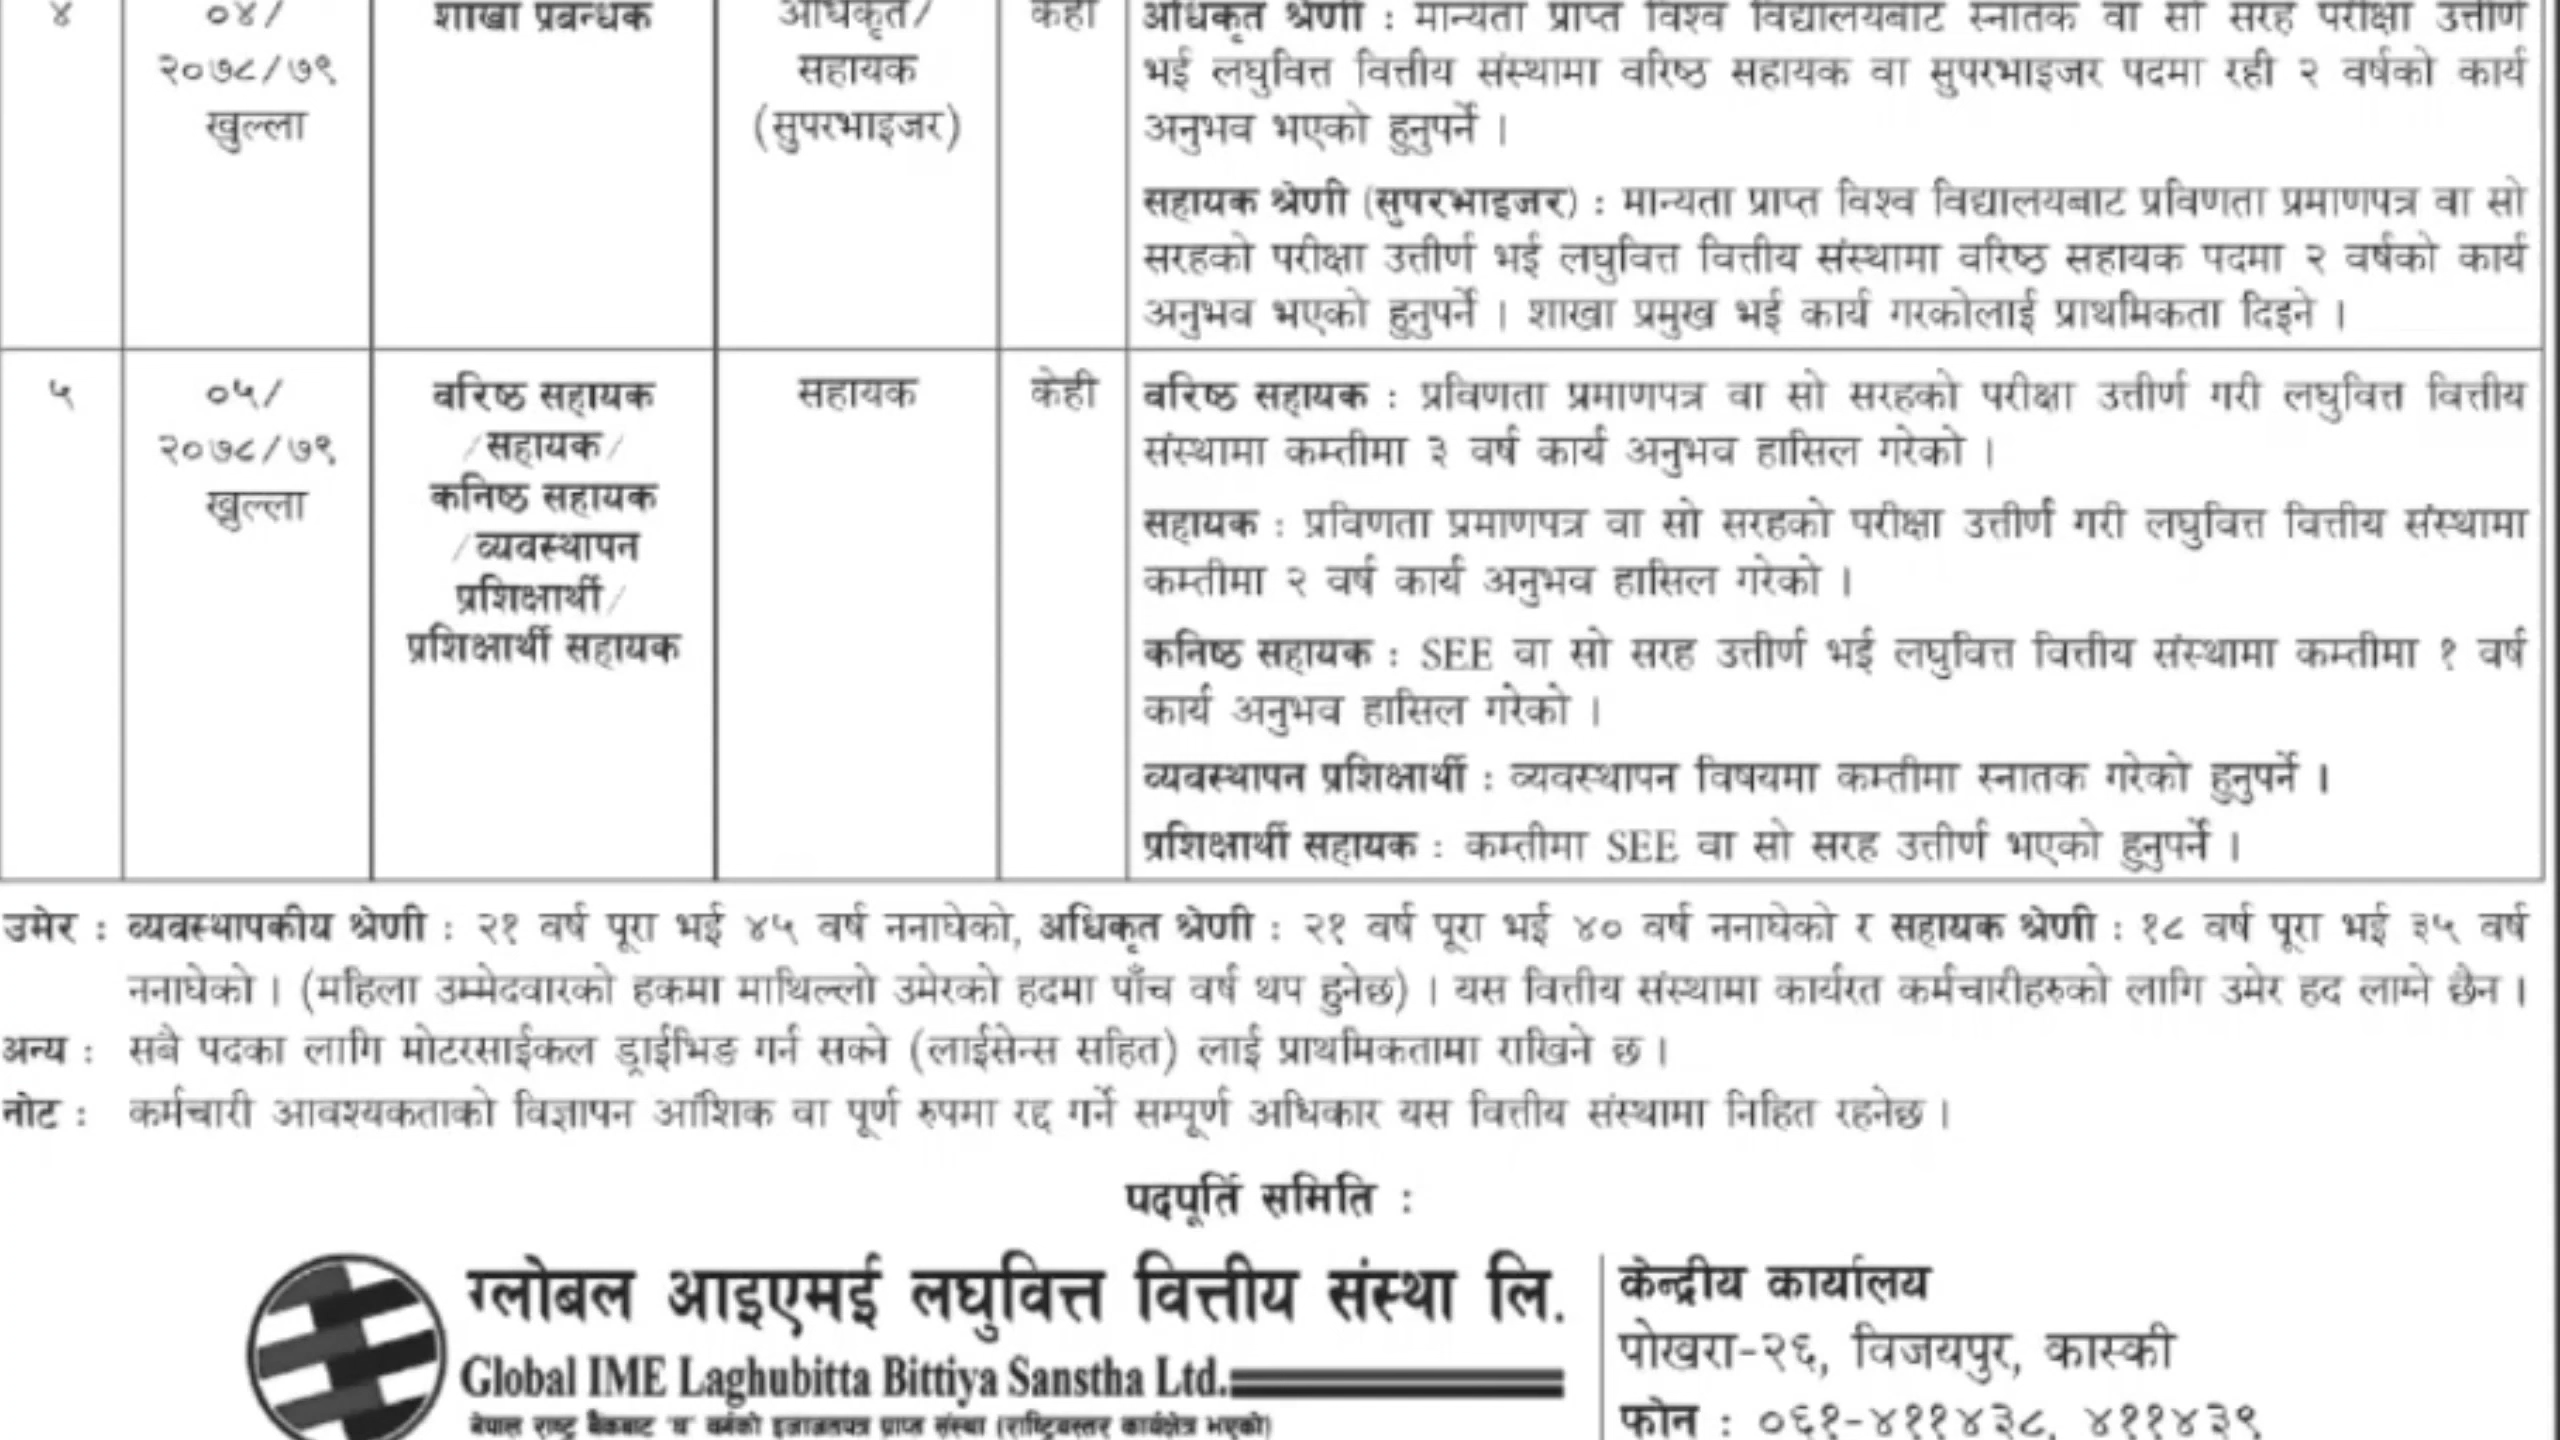 ४
०४/
२०७८/७९
खुल्ला
शाखा प्रबन्धक
अधिकृत/
सहायक
(सुपरभाइजर)
केही
अधिकृत श्रेणी : मान्यता प्राप्त विश्व विद्यालयबाट स्नातक वा सो सरह परीक्षा उत्तीर्ण
भई लघुवित्त वित्तीय संस्थामा वरिष्ठ सहायक वा सुपरभाइजर पदमा रही २ वर्षको कार्य
अनुभव भएको हुनुपर्ने ।
सहायक श्रेणी (सुपरभाइजर) : मान्यता प्राप्त विश्व विद्यालयबाट प्रविणता प्रमाणपत्र वा सो
सरहको परीक्षा उत्तीर्ण भई लघुवित्त वित्तीय संस्थामा वरिष्ठ सहायक पदमा २ वर्षको कार्य
अनुभव भएको हुनुपर्ने । शाखा प्रमुख भई कार्य गरकोलाई प्राथमिकता दिइने ।
५
०५/
२०७८/७९
खुल्ला
वरिष्ठ सहायक
/सहायक/
कनिष्ठ सहायक
/व्यवस्थापन
प्रशिक्षार्थी/
प्रशिक्षार्थी सहायक
सहायक
केही
वरिष्ठ सहायक : प्रविणता प्रमाणपत्र वा सो सरहको परीक्षा उत्तीर्ण गरी लघुवित्त वित्तीय
संस्थामा कम्तीमा ३ वर्ष कार्य अनुभव हासिल गरेको ।
सहायक : प्रविणता प्रमाणपत्र वा सो सरहको परीक्षा उत्तीर्ण गरी लघुवित्त वित्तीय संस्थामा
कम्तीमा २ वर्ष कार्य अनुभव हासिल गरेको ।
कनिष्ठ सहायक : SEE वा सो सरह उत्तीर्ण भई लघुवित्त वित्तीय संस्थामा कम्तीमा १ वर्ष
कार्य अनुभव हासिल गरेको ।
व्यवस्थापन प्रशिक्षार्थी : व्यवस्थापन विषयमा कम्तीमा स्नातक गरेको हुनुपर्ने ।
प्रशिक्षार्थी सहायक : कम्तीमा SEE वा सो सरह उत्तीर्ण भएको हुनुपर्ने ।
उमेर : व्यवस्थापकीय श्रेणी : २१ वर्ष पूरा भई ४५ वर्ष ननाघेको, अधिकृत श्रेणी : २१ वर्ष पूरा भई ४० वर्ष ननाघेको र सहायक श्रेणी : १८ वर्ष पूरा भई ३५ वर्ष
ननाघेको । (महिला उम्मेदवारको हकमा माथिल्लो उमेरको हदमा पाँच वर्ष थप हुनेछ) । यस वित्तीय संस्थामा कार्यरत कर्मचारीहरुको लागि उमेर हद लाग्ने छैन ।
अन्य : सबै पदका लागि मोटरसाईकल ड्राईभिङ गर्न सक्ने (लाईसेन्स सहित) लाई प्राथमिकतामा राखिने छ ।
नोट : कर्मचारी आवश्यकताको विज्ञापन आंशिक वा पूर्ण रुपमा रद्द गर्ने सम्पूर्ण अधिकार यस वित्तीय संस्थामा निहित रहनेछ ।
पदपूर्ति समिति :
ग्लोबल आइएमई लघुवित्त वित्तीय संस्था लि.
Global IME Laghubitta Bittiya Sanstha Ltd.
नेपाल राष्ट्र बैंकबाट 'घ' वर्गको इजाजतपत्र प्राप्त संस्था (राष्ट्रियस्तर कार्यक्षेत्र भएको)
केन्द्रीय कार्यालय
पोखरा-२६, विजयपुर, कास्की
फोन : ०६१-४११४३८, ४११४३९